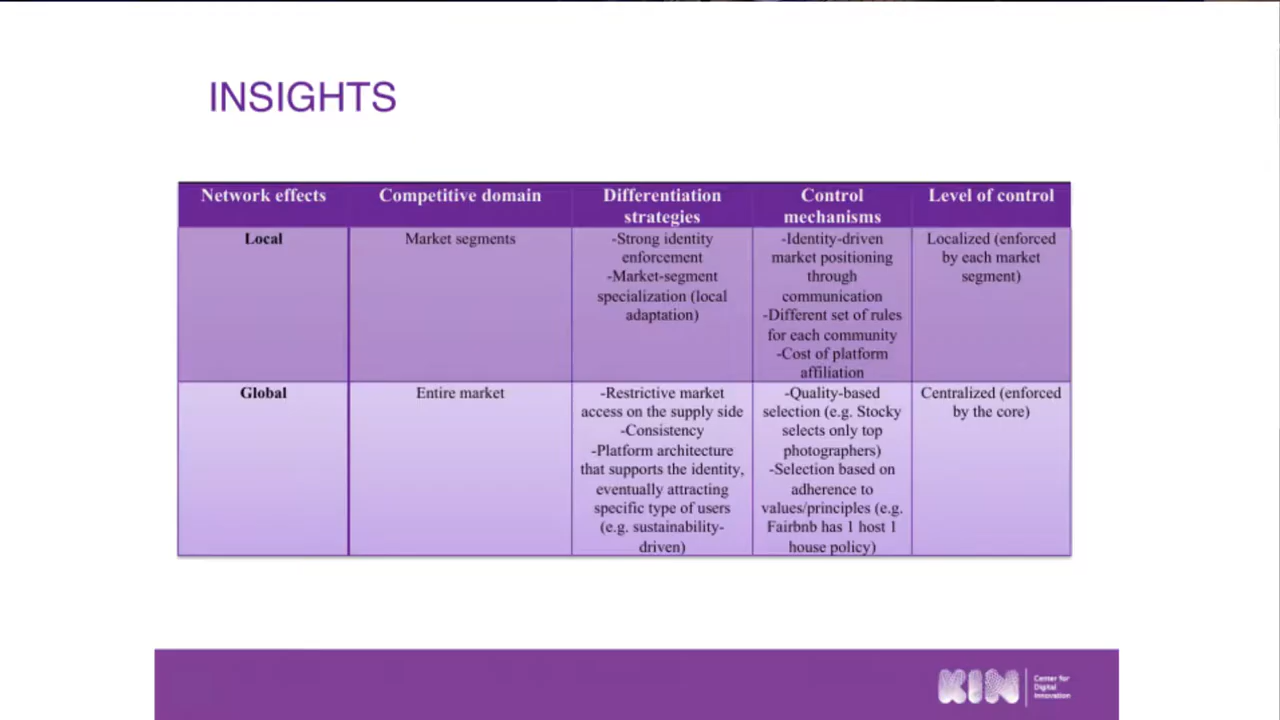 INSIGHTS
Network effects
Competitive domain
Differentiation
strategies
Control
mechanisms
Level of control
Local
Market segments
-Strong identity
enforcement
-Market-segment
specialization (local
adaptation)
-Identity-driven
market positioning
through
communication
-Different set of rules
for each community
-Cost of platform
affiliation
Localized (enforced
by each market
segment)
Global
Entire market
-Restrictive market
access on the supply side
-Consistency
-Platform architecture
that supports the identity,
eventually attracting
specific type of users
(e.g. sustainability-
driven)
-Quality-based
selection (e.g. Stocky
selects only top
photographers)
-Selection based on
adherence to
values/principles (e.g.
Fairbnb has 1 host 1
house policy)
Centralized (enforced
by the core)
KIN
Center for
Digital
Innovation